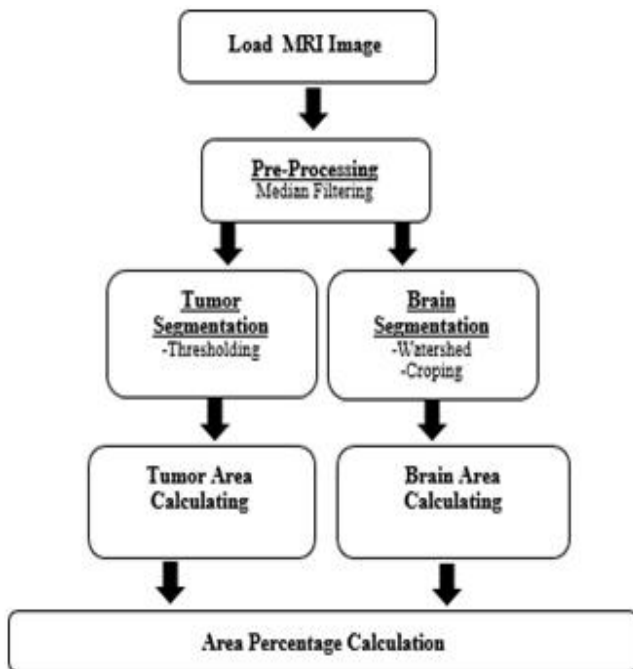 Load MRI Image
Pre-Processing
Median Filtering
Tumor
Segmentation
-Thresholding
Brain
Segmentation
-Watershed
-Croping
Tumor Area
Calculating
Brain Area
Calculating
Area Percentage Calculation